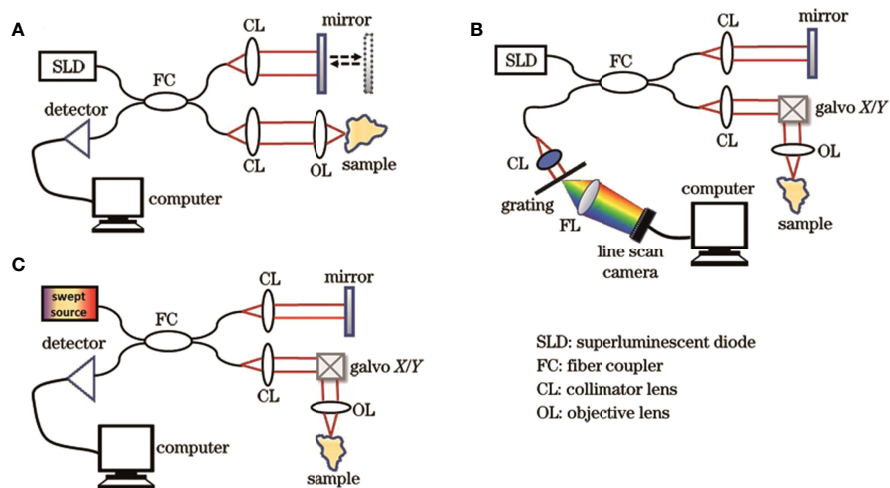 A
SLD
FC
CL
mirror
detector
CL
OL
sample
computer
B
SLD
FC
CL
mirror
CL
galvo X/Y
OL
sample
CL
grating
FL
line scan
camera
computer
C
swept
source
FC
CL
mirror
detector
CL
galvo X/Y
OL
sample
computer
SLD: superluminescent diode
FC: fiber coupler
CL: collimator lens
OL: objective lens